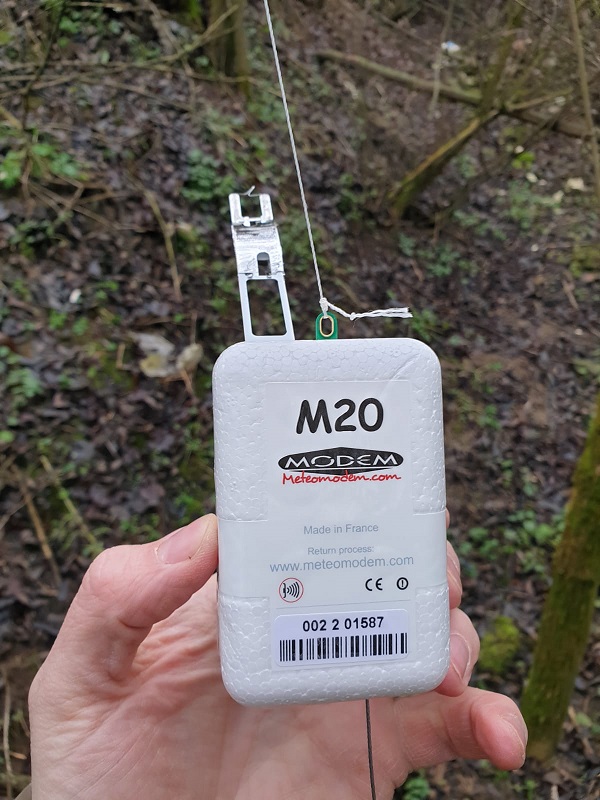 M20
MODEM
Meteomodem.com
Made in France
Return process:
www.meteomodem.com
CE
002 2 01587